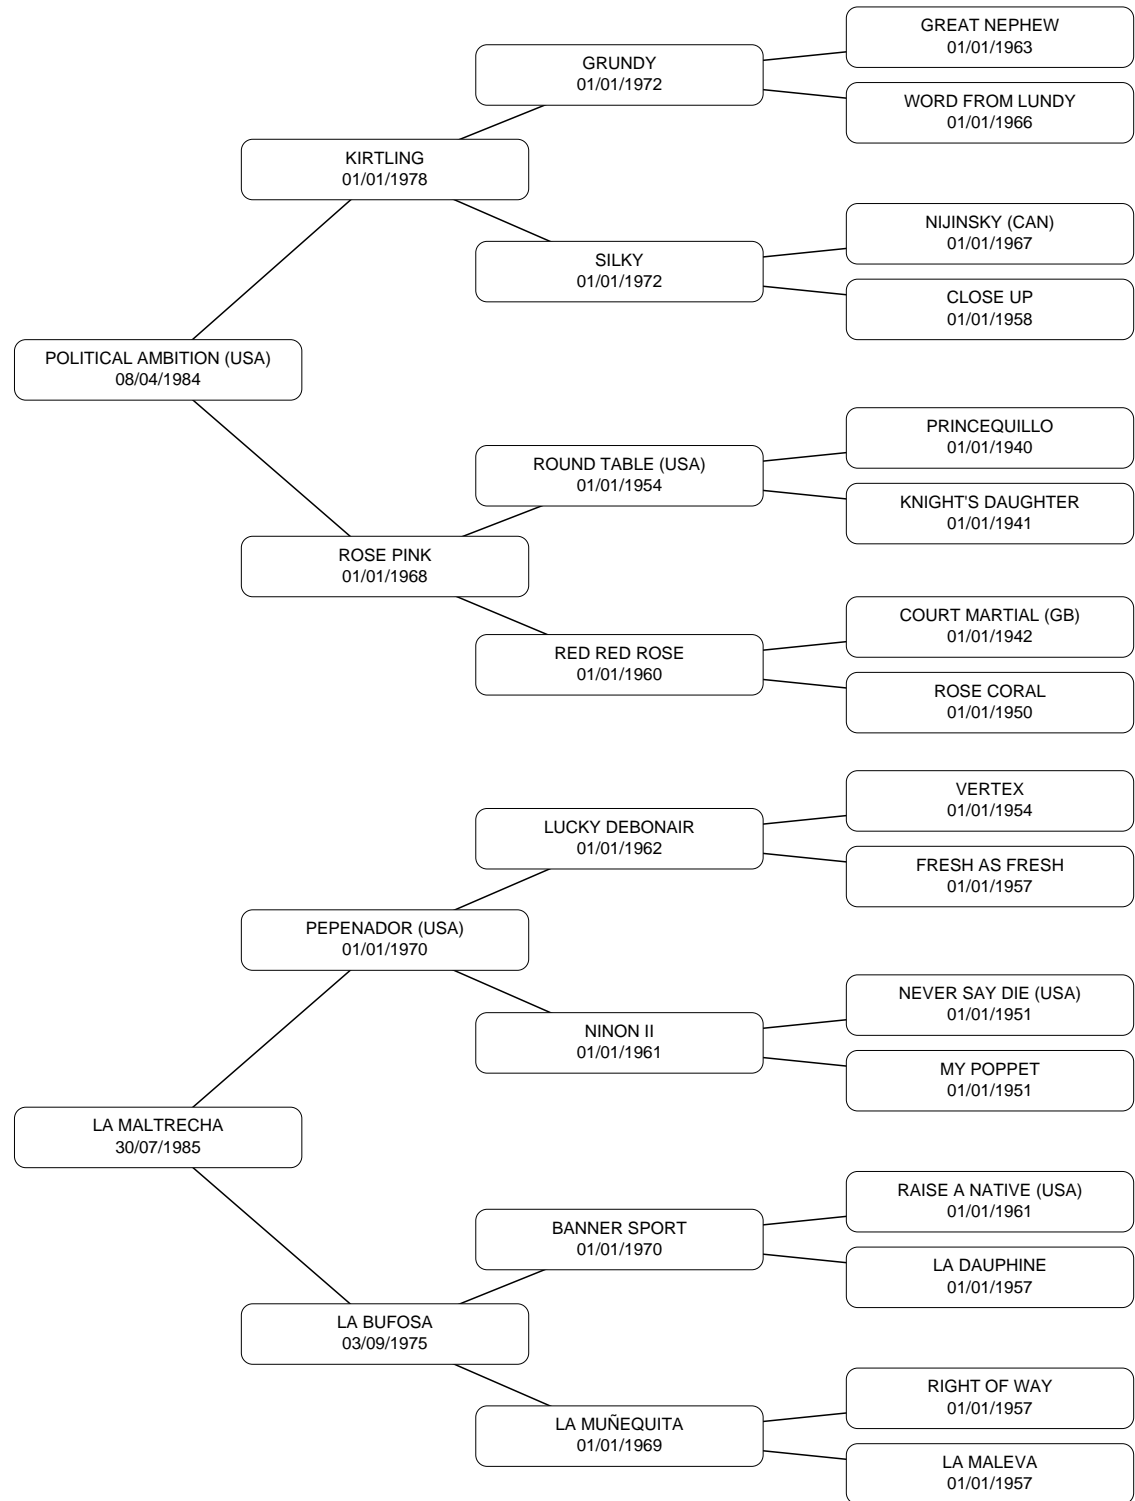 GREAT NEPHEW
01/01/1963
GRUNDY
01/01/1972
WORD FROM LUNDY
01/01/1966
KIRTLING
01/01/1978
NIJINSKY (CAN)
01/01/1967
SILKY
01/01/1972
CLOSE UP
01/01/1958
POLITICAL AMBITION (USA)
08/04/1984
PRINCEQUILLO
01/01/1940
ROUND TABLE (USA)
01/01/1954
KNIGHT'S DAUGHTER
01/01/1941
ROSE PINK
01/01/1968
COURT MARTIAL (GB)
01/01/1942
RED RED ROSE
01/01/1960
ROSE CORAL
01/01/1950
VERTEX
01/01/1954
LUCKY DEBONAIR
01/01/1962
FRESH AS FRESH
01/01/1957
PEPENADOR (USA)
01/01/1970
NEVER SAY DIE (USA)
01/01/1951
NINON II
01/01/1961
MY POPPET
01/01/1951
LA MALTRECHA
30/07/1985
RAISE A NATIVE (USA)
01/01/1961
BANNER SPORT
01/01/1970
LA DAUPHINE
01/01/1957
LA BUFOSA
03/09/1975
RIGHT OF WAY
01/01/1957
LA MUÑEQUITA
01/01/1969
LA MALEVA
01/01/1957